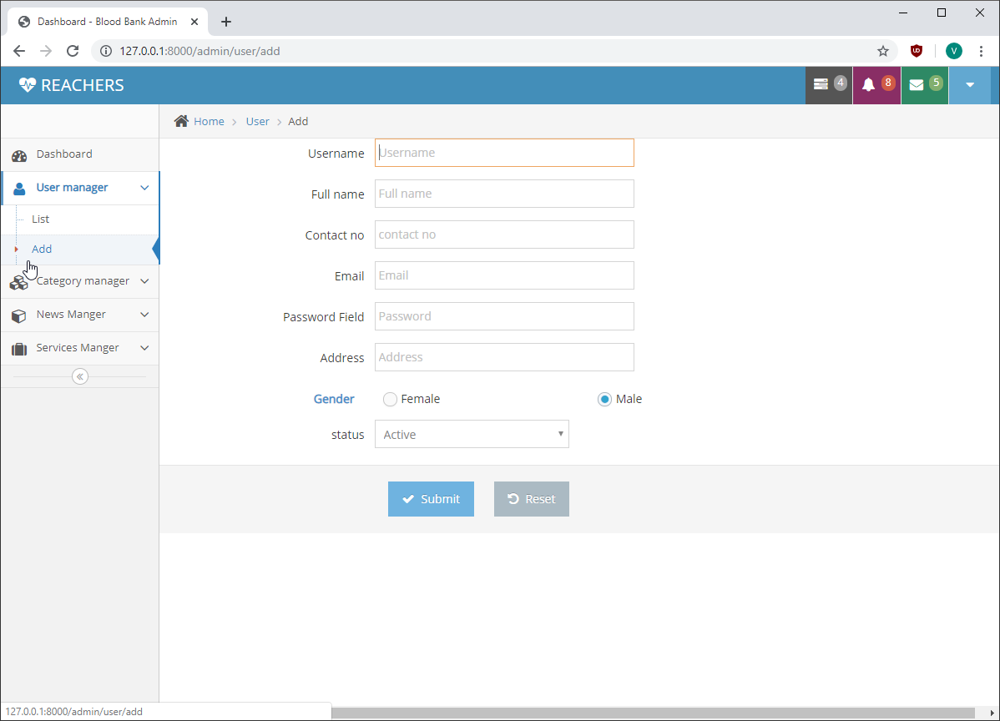 Dashboard - Blood Bank Admin
127.0.0.1:8000/admin/user/add
V
REACHERS
4
8
5
Home
User
Add
Dashboard
User manager
List
Add
Category manager
News Manger
Services Manger
Username
Username
Full name
Full name
Contact no
contact no
Email
Email
Password Field
Password
Address
Address
Gender
Female
Male
status
Active
Submit
Reset
127.0.0.1:8000/admin/user/add